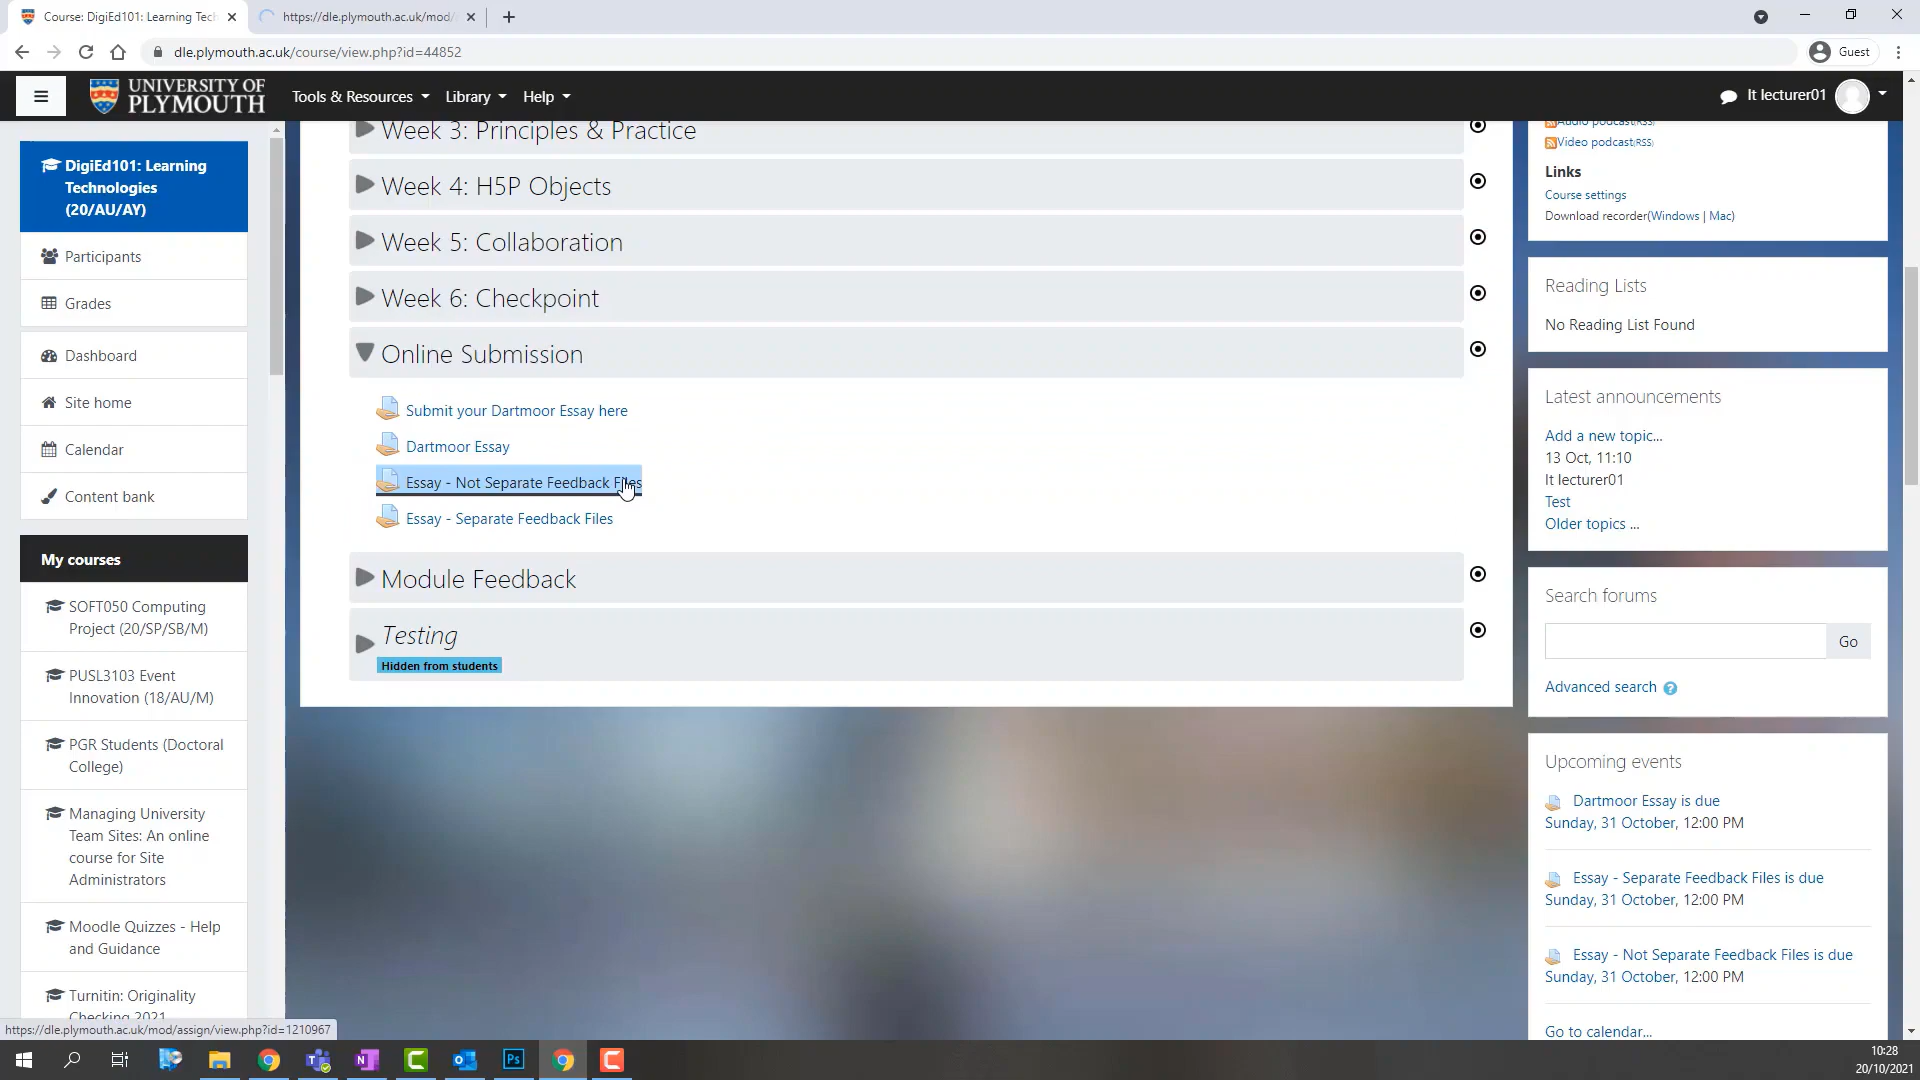 Course: DigiEd101: Learning Tech
https://dle.plymouth.ac.uk/mod/
dle.plymouth.ac.uk/course/view.php?id=44852
Guest
UNIVERSITY OF
PLYMOUTH
Tools & Resources
Library
Help
lt lecturer01
DigiEd101: Learning
Technologies
(20/AU/AY)
Participants
Grades
Dashboard
Site home
Calendar
Content bank
My courses
SOFT050 Computing
Project (20/SP/SB/M)
PUSL3103 Event
Innovation (18/AU/M)
PGR Students (Doctoral
College)
Managing University
Team Sites: An online
course for Site
Administrators
Moodle Quizzes - Help
and Guidance
Turnitin: Originality
Checking 2021
https://dle.plymouth.ac.uk/mod/assign/view.php?id=1210967
Week 3: Principles & Practice
Week 4: H5P Objects
Week 5: Collaboration
Week 6: Checkpoint
Online Submission
Submit your Dartmoor Essay here
Dartmoor Essay
Essay - Not Separate Feedback Files
Essay - Separate Feedback Files
Module Feedback
Testing
Hidden from students
Audio podcast(RSS)
Video podcast(RSS)
Links
Course settings
Download recorder(Windows | Mac)
Reading Lists
No Reading List Found
Latest announcements
Add a new topic...
13 Oct, 11:10
lt lecturer01
Test
Older topics ...
Search forums
Go
Advanced search
Upcoming events
Dartmoor Essay is due
Sunday, 31 October, 12:00 PM
Essay - Separate Feedback Files is due
Sunday, 31 October, 12:00 PM
Essay - Not Separate Feedback Files is due
Sunday, 31 October, 12:00 PM
Go to calendar...
Ps
10:28
20/10/2021